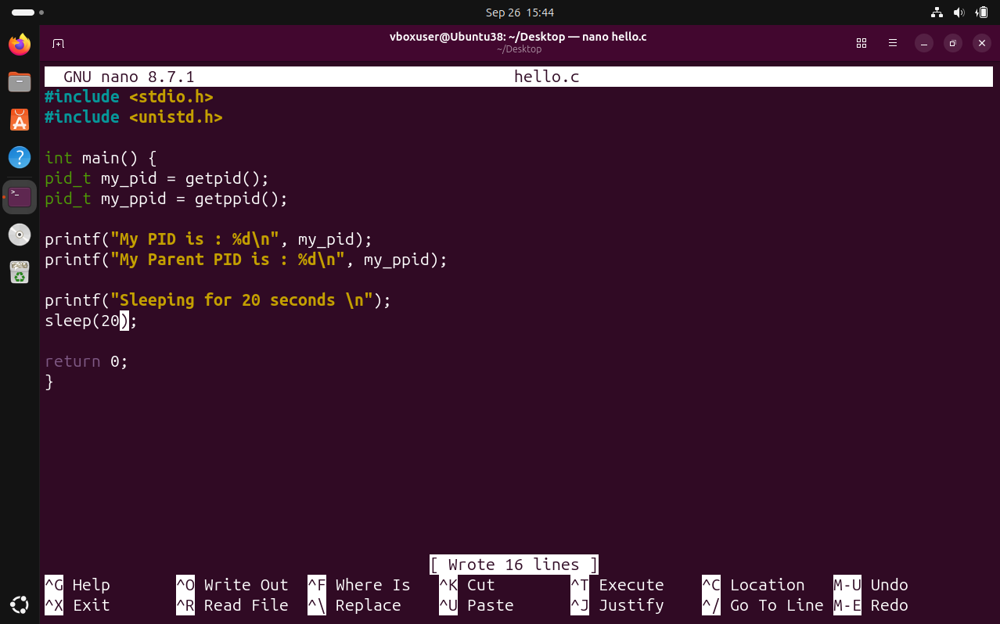 Sep 26 15:44
vboxuser@Ubuntu38: ~/Desktop — nano hello.c
~/Desktop
GNU nano 8.7.1 hello.c
#include <stdio.h>
#include <unistd.h>
int main() {
pid_t my_pid = getpid();
pid_t my_ppid = getppid();
printf("My PID is : %d\n", my_pid);
printf("My Parent PID is : %d\n", my_ppid);
printf("Sleeping for 20 seconds \n");
sleep(20);
return 0;
}
[ Wrote 16 lines ]
^G Help ^O Write Out ^F Where Is ^K Cut ^T Execute ^C Location M-U Undo
^X Exit ^R Read File ^\ Replace ^U Paste ^J Justify ^/ Go To Line M-E Redo